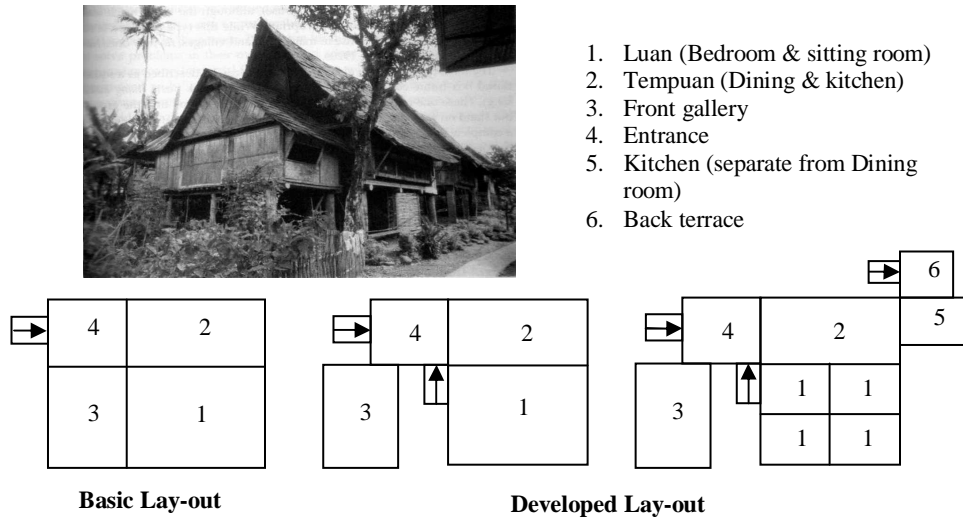 1. Luan (Bedroom & sitting room)
2. Tempuan (Dining & kitchen)
3. Front gallery
4. Entrance
5. Kitchen (separate from Dining
room)
6. Back terrace
4
2
3
1
4
2
3
1
6
5
4
2
3
1
1
1
1
Basic Lay-out
Developed Lay-out